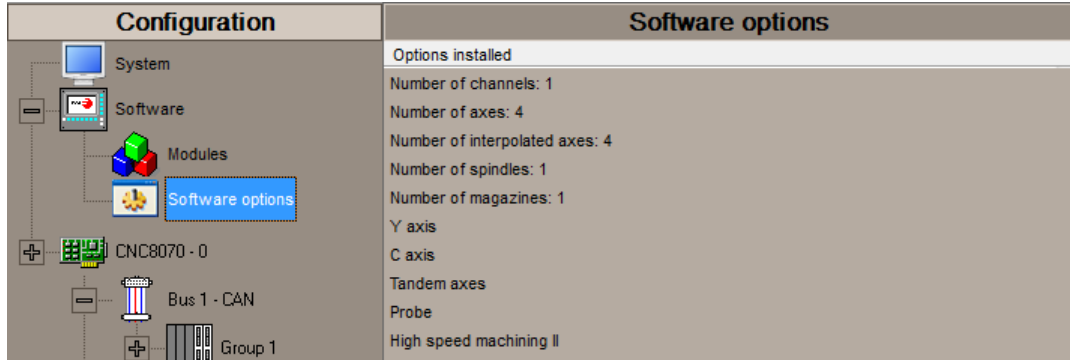 Configuration
System
Software
Modules
Software options
CNC8070 - 0
Bus 1 - CAN
Group 1
Software options
Options installed
Number of channels: 1
Number of axes: 4
Number of interpolated axes: 4
Number of spindles: 1
Number of magazines: 1
Y axis
C axis
Tandem axes
Probe
High speed machining II